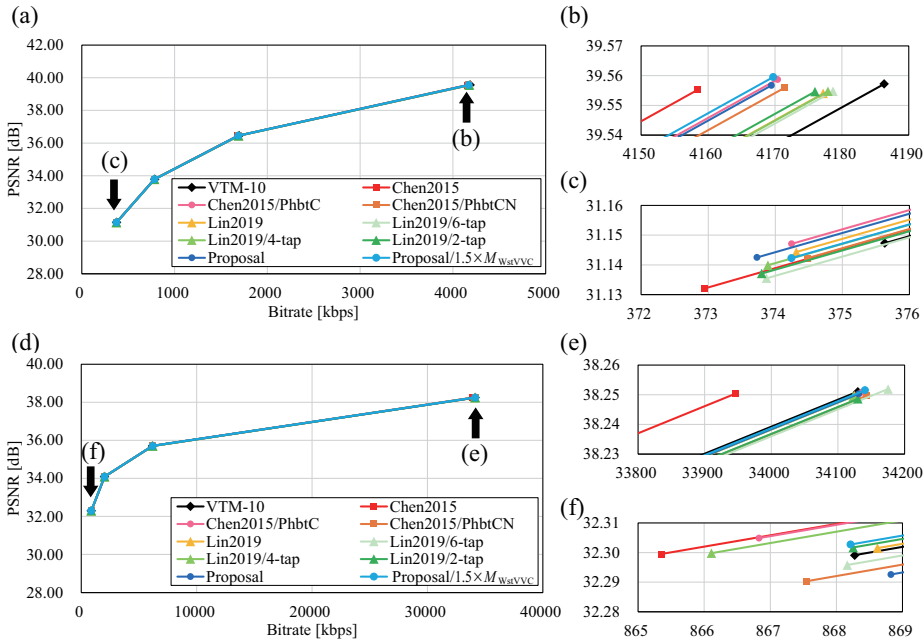 (a)
PSNR [dB]
42.00
40.00
38.00
36.00
34.00
32.00
30.00
28.00
(c)
(b)
VTM-10 Chen2015
Chen2015/PhbtC Chen2015/PhbtCN
Lin2019 Lin2019/6-tap
Lin2019/4-tap Lin2019/2-tap
Proposal Proposal/1.5×M WstVVC
0 1000 2000 3000 4000 5000
Bitrate [kbps]
(b)
39.57
39.56
39.55
39.54
4150 4160 4170 4180 4190
(c)
31.16
31.15
31.14
31.13
372 373 374 375 376
(d)
PSNR [dB]
40.00
38.00
36.00
34.00
32.00
30.00
28.00
(f)
(e)
VTM-10 Chen2015
Chen2015/PhbtC Chen2015/PhbtCN
Lin2019 Lin2019/6-tap
Lin2019/4-tap Lin2019/2-tap
Proposal Proposal/1.5×M WstVVC
0 10000 20000 30000 40000
Bitrate [kbps]
(e)
38.26
38.25
38.24
38.23
33800 33900 34000 34100 34200
(f)
32.31
32.30
32.29
32.28
865 866 867 868 869